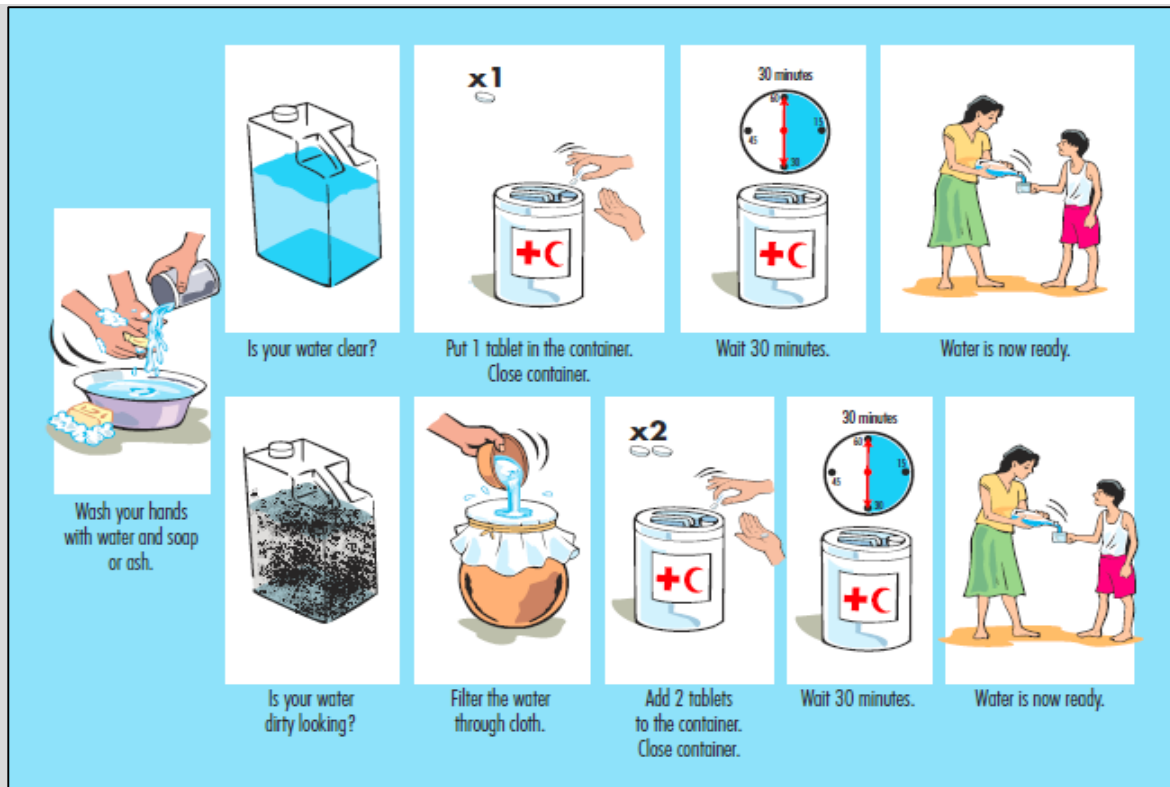 Wash your hands
with water and soap
or ash.
Is your water clear?
x1
Put 1 tablet in the container.
Close container.
30 minutes
60
15
45
30
Wait 30 minutes.
Water is now ready.
Is your water
dirty looking?
Filter the water
through cloth.
x2
Add 2 tablets
to the container.
Close container.
30 minutes
60
15
45
30
Wait 30 minutes.
Water is now ready.